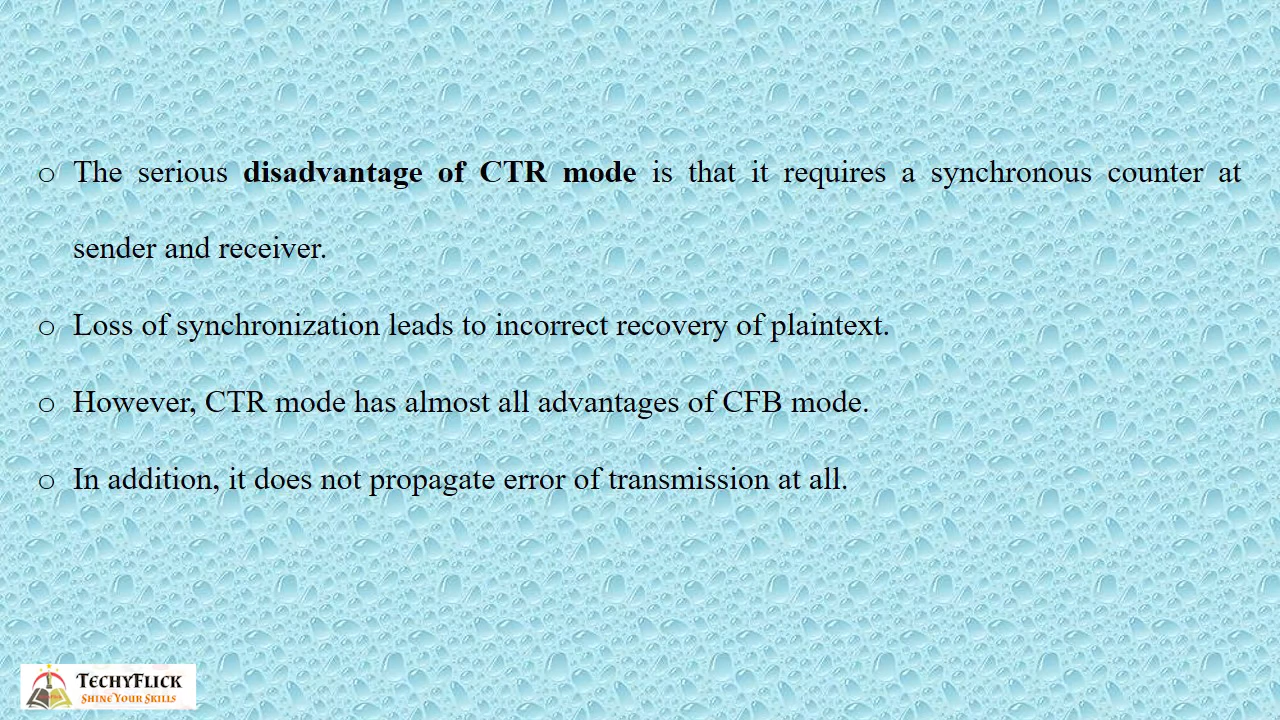 o The serious disadvantage of CTR mode is that it requires a synchronous counter at
sender and receiver.
o Loss of synchronization leads to incorrect recovery of plaintext.
o However, CTR mode has almost all advantages of CFB mode.
o In addition, it does not propagate error of transmission at all.
TECHYFLICK
SHINE YOUR SKILLS